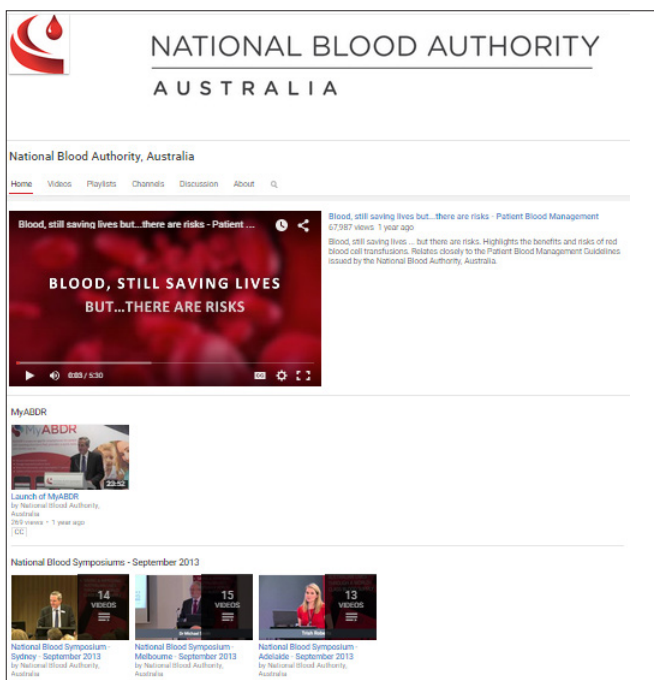 NATIONAL BLOOD AUTHORITY
AUSTRALIA
National Blood Authority, Australia
Home Videos Playlists Channels Discussion About
Blood, still saving lives but...there are risks - Patient ...
BLOOD, STILL SAVING LIVES
BUT...THERE ARE RISKS
0:03 / 5:30
Blood, still saving lives but...there are risks - Patient Blood Management
67,987 views 1 year ago
Blood, still saving lives ... but there are risks. Highlights the benefits and risks of red
blood cell transfusions. Relates closely to the Patient Blood Management Guidelines
issued by the National Blood Authority, Australia.
MyABDR
MyABDR
23:52
Launch of MyABDR
by National Blood Authority,
Australia
269 views • 1 year ago
CC
National Blood Symposiums - September 2013
14
VIDEOS
National Blood Symposium -
Sydney - September 2013
by National Blood Authority,
Australia
15
VIDEOS
Dr Michael
National Blood Symposium -
Melbourne - September 2013
by National Blood Authority,
Australia
13
VIDEOS
Trish
National Blood Symposium -
Adelaide - September 2013
by National Blood Authority,
Australia